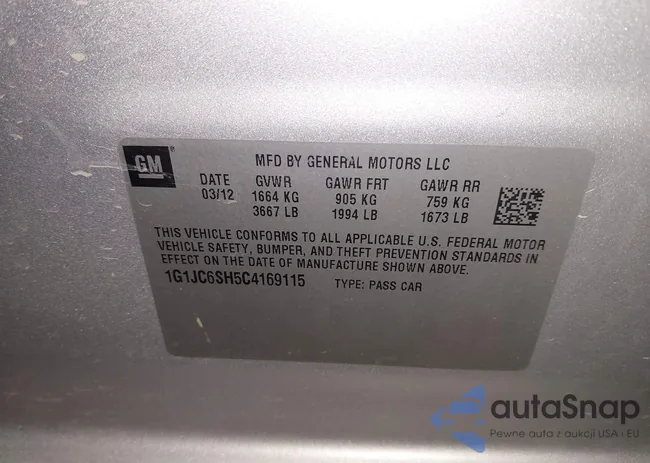 GM
MFD BY GENERAL MOTORS LLC
DATE GVWR GAWR FRT GAWR RR
03/12 1664 KG 905 KG 759 KG
3667 LB 1994 LB 1673 LB
THIS VEHICLE CONFORMS TO ALL APPLICABLE U.S. FEDERAL MOTOR
VEHICLE SAFETY, BUMPER, AND THEFT PREVENTION STANDARDS IN
EFFECT ON THE DATE OF MANUFACTURE SHOWN ABOVE.
1G1JC6SH5C4169115 TYPE: PASS CAR
autaSnap
Pewne auta z aukcji USA i EU